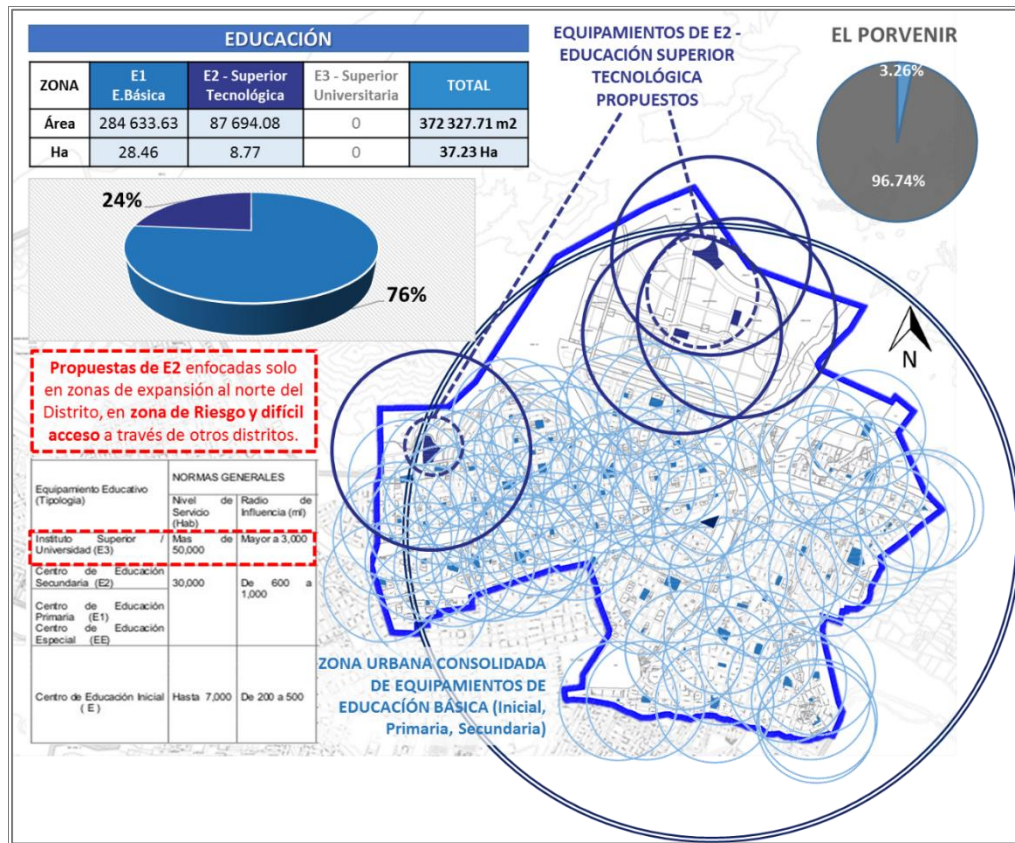 EDUCACIÓN
ZONA E1 E.Básica E2 - Superior Tecnológica E3 - Superior Universitaria TOTAL
Área 284 633.63 87 694.08 0 372 327.71 m2
Ha 28.46 8.77 0 37.23 Ha
24%
76%
EQUIPAMIENTOS DE E2 -
EDUCACIÓN SUPERIOR
TECNOLÓGICA
PROPUESTOS
EL PORVENIR
3.26%
96.74%
N
Propuestas de E2 enfocadas solo
en zonas de expansión al norte del
Distrito, en zona de Riesgo y difícil
acceso a través de otros distritos.
Equipamiento Educativo
(Tipología)
NORMAS GENERALES
Nivel de
Servicio
(Hab)
Radio de
Influencia (ml)
Instituto Superior /
Universidad (E3)
Mas de
50,000
Mayor a 3,000
Centro de Educación
Secundaria (E2)
30,000
De 600 a
1,000
Centro de Educación
Primaria (E1)
Centro de Educación
Especial (EE)
Centro de Educación Inicial
( E )
Hasta 7,000
De 200 a 500
ZONA URBANA CONSOLIDADA
DE EQUIPAMIENTOS DE
EDUCACÍÓN BÁSICA (Inicial,
Primaria, Secundaria)